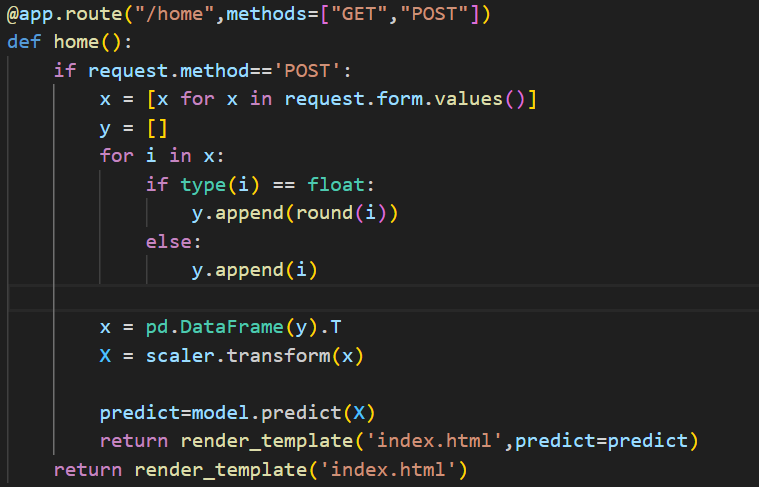 @app.route("/home",methods=["GET","POST"])
def home():
    if request.method=='POST':
        x = [x for x in request.form.values()]
        y = []
        for i in x:
            if type(i) == float:
                y.append(round(i))
            else:
                y.append(i)

        x = pd.DataFrame(y).T
        X = scaler.transform(x)

        predict=model.predict(X)
        return render_template('index.html',predict=predict)
    return render_template('index.html')